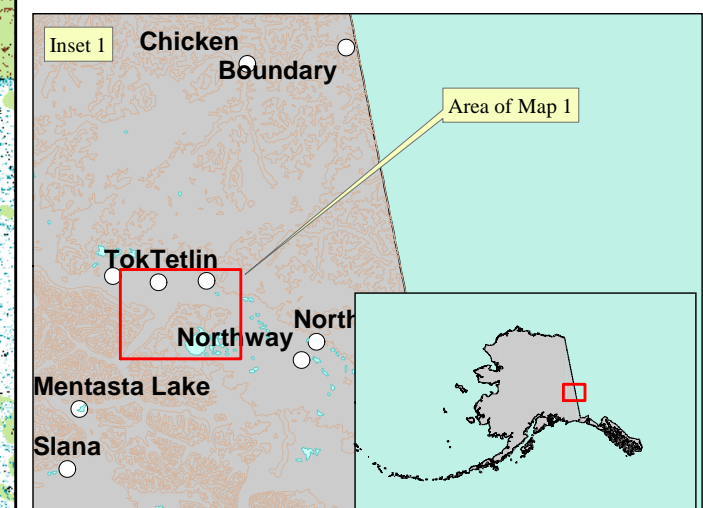 Inset 1
Chicken
Boundary
Area of Map 1
TokTetlin
North
Northway
Mentasta Lake
Slana